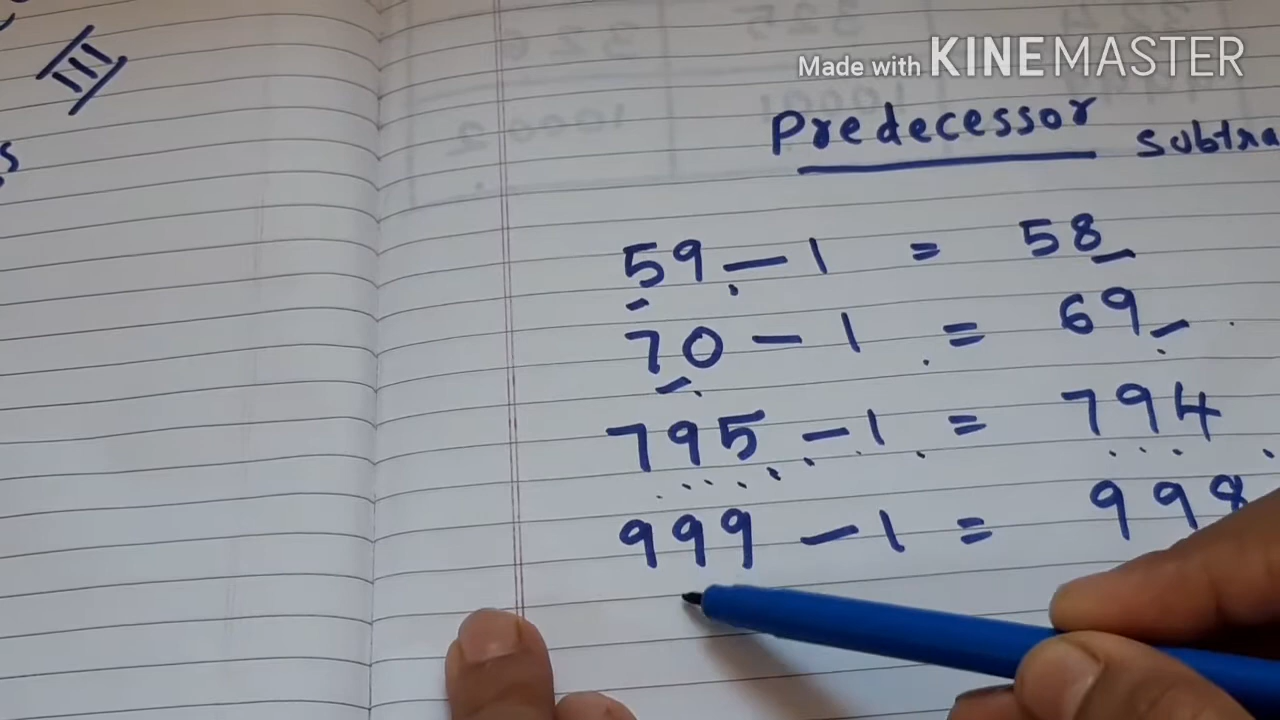 Made with KINEMASTER
Predecessor
59 — 1 = 58
70 — 1 = 69
795 — 1 = 794
999 — 1 = 998